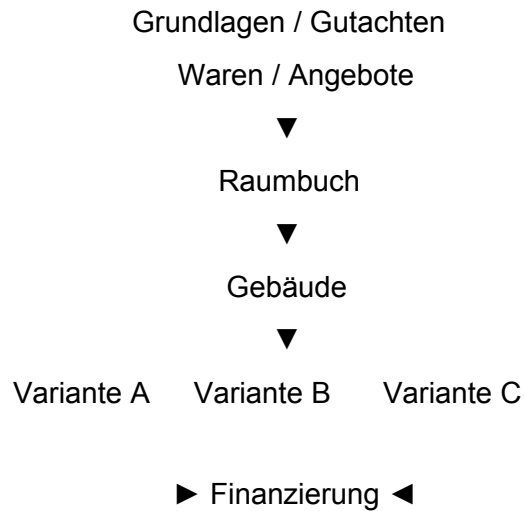 Grundlagen / Gutachten
Waren / Angebote
▼
Raumbuch
▼
Gebäude
▼
Variante A Variante B Variante C
► Finanzierung ◄